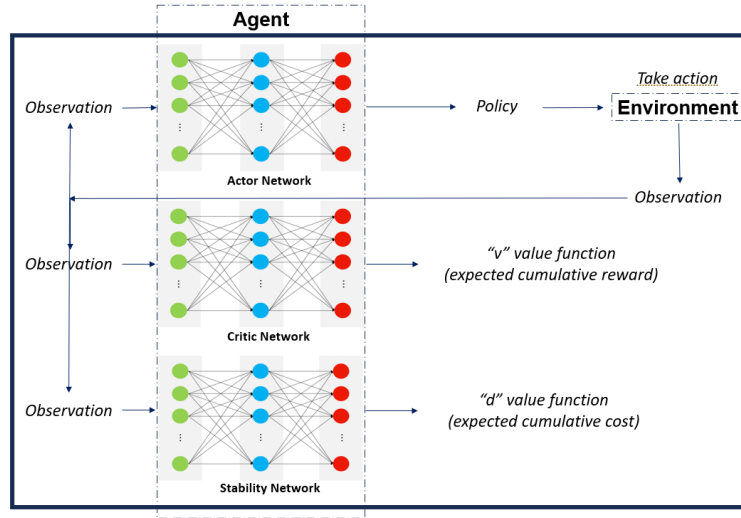 Agent
Take action
Observation
Policy
Environment
Actor Network
Observation
Observation
“v” value function
(expected cumulative reward)
Critic Network
Observation
“d” value function
(expected cumulative cost)
Stability Network